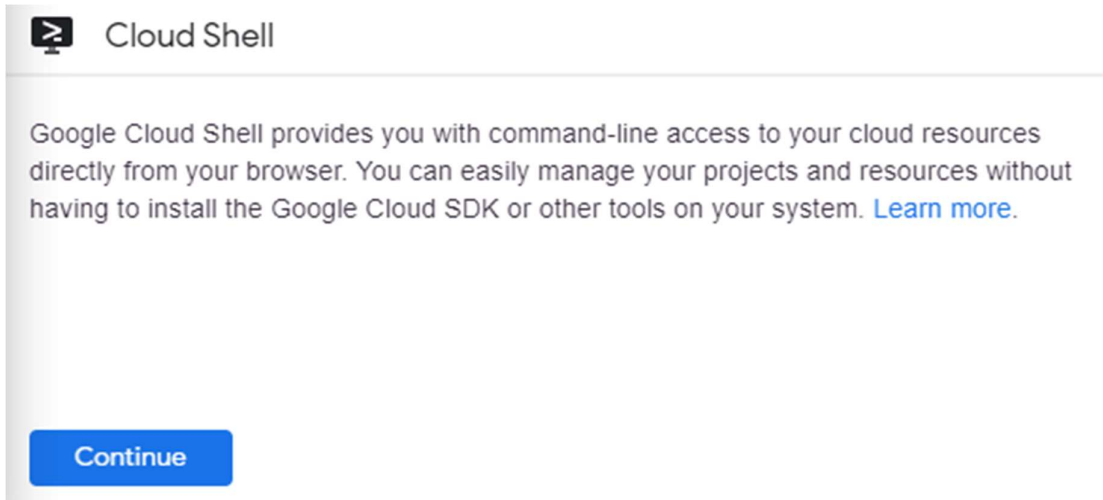 Cloud Shell
Google Cloud Shell provides you with command-line access to your cloud resources
directly from your browser. You can easily manage your projects and resources without
having to install the Google Cloud SDK or other tools on your system. Learn more.
Continue